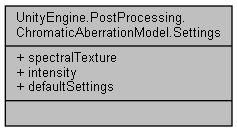 UnityEngine.PostProcessing.
ChromaticAberrationModel.Settings
+ spectralTexture
+ intensity
+ defaultSettings